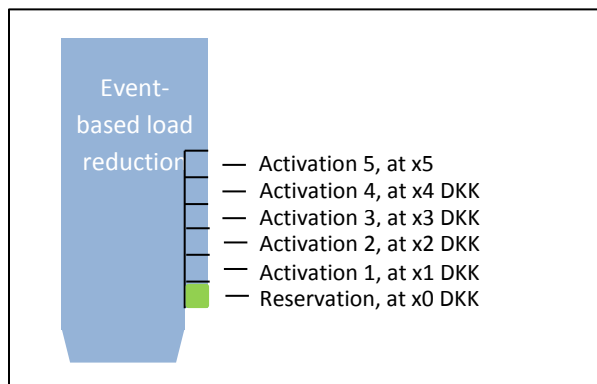 Event-
based load
reduction
Activation 5, at x5
Activation 4, at x4 DKK
Activation 3, at x3 DKK
Activation 2, at x2 DKK
Activation 1, at x1 DKK
Reservation, at x0 DKK